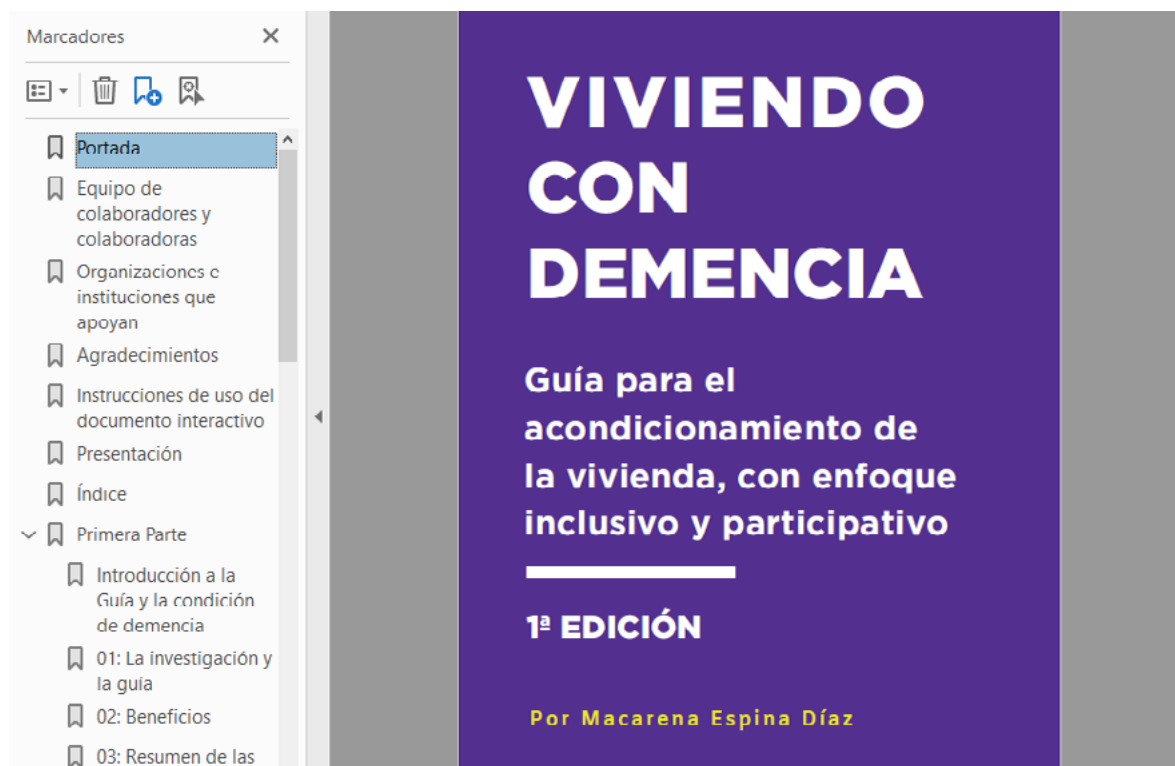 Marcadores
Portada
Equipo de
colaboradores y
colaboradoras
Organizaciones e
instituciones que
apoyan
Agradecimientos
Instrucciones de uso del
documento interactivo
Presentación
Índice
Primera Parte
Introducción a la
Guía y la condición
de demencia
01: La investigación y
la guía
02: Beneficios
03: Resumen de las
VIVIENDO
CON
DEMENCIA
Guía para el
acondicionamiento de
la vivienda, con enfoque
inclusivo y participativo
1ª EDICIÓN
Por Macarena Espina Díaz